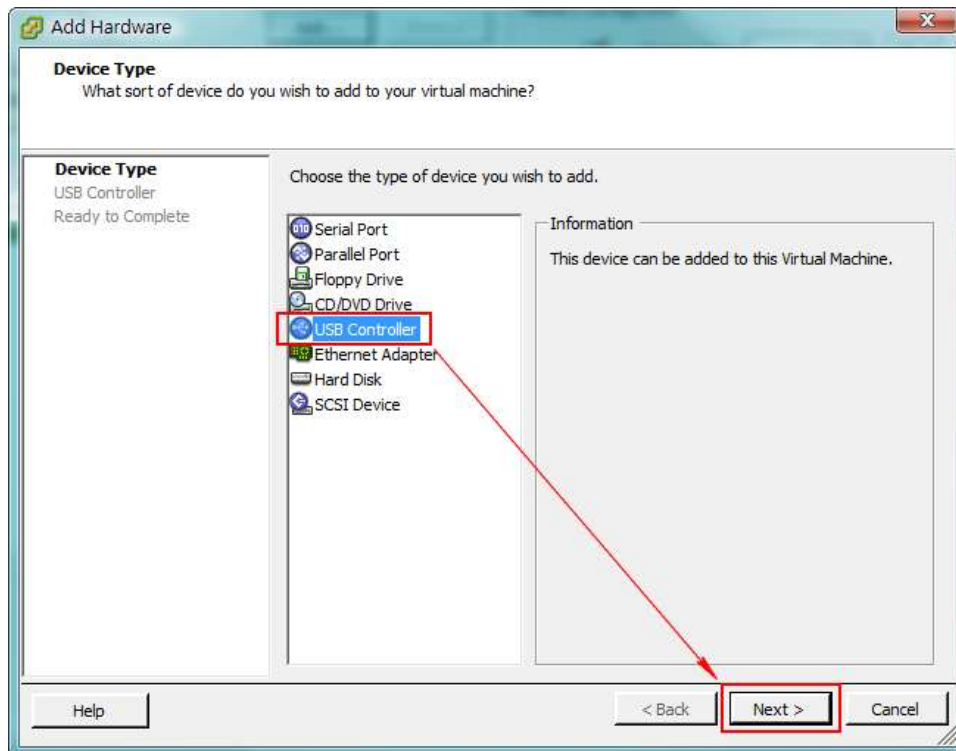 Add Hardware
Device Type
What sort of device do you wish to add to your virtual machine?
Device Type
USB Controller
Ready to Complete
Choose the type of device you wish to add.
Serial Port
Parallel Port
Floppy Drive
CD/DVD Drive
USB Controller
Ethernet Adapter
Hard Disk
SCSI Device
Information
This device can be added to this Virtual Machine.
Help
< Back
Next >
Cancel